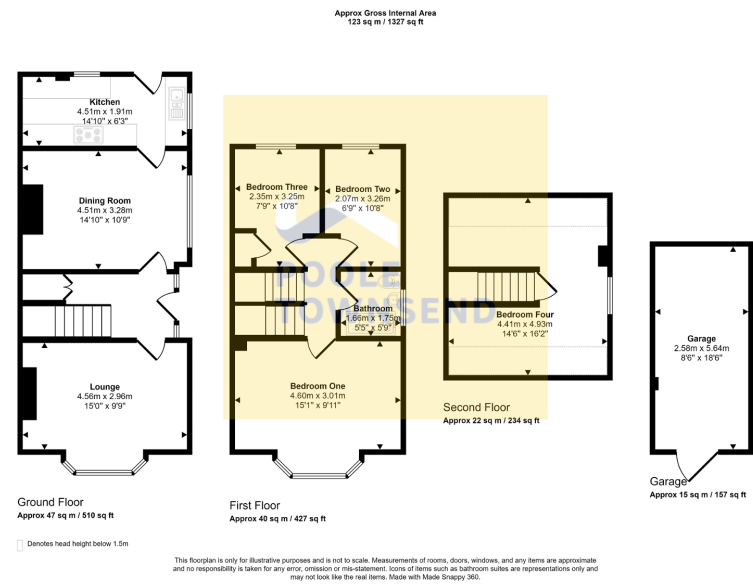 Approx Gross Internal Area
123 sq m / 1327 sq ft
Kitchen
4.51m x 1.91m
14'10" x 6'3"
Dining Room
4.51m x 3.28m
14'10" x 10'9"
Lounge
4.56m x 2.96m
15'0" x 9'9"
Ground Floor
Approx 47 sq m / 510 sq ft
Denotes head height below 1.5m
Bedroom Three
2.35m x 3.25m
7'9" x 10'8"
Bedroom Two
2.07m x 3.26m
6'9" x 10'8"
POOLE
TOWNSEND
Bathroom
1.66m x 1.75m
5'5" x 5'9"
Bedroom One
4.60m x 3.01m
15'1" x 9'11"
First Floor
Approx 40 sq m / 427 sq ft
Bedroom Four
4.41m x 4.93m
14'6" x 16'2"
Second Floor
Approx 22 sq m / 234 sq ft
Garage
2.58m x 5.64m
8'6" x 18'6"
Garage
Approx 15 sq m / 157 sq ft
This floorplan is only for illustrative purposes and is not to scale. Measurements of rooms, doors, windows, and any items are approximate
and no responsibility is taken for any error, omission or mis-statement. Icons of items such as bathroom suites are representations only and
may not look like the real items. Made with Made Snappy 360.